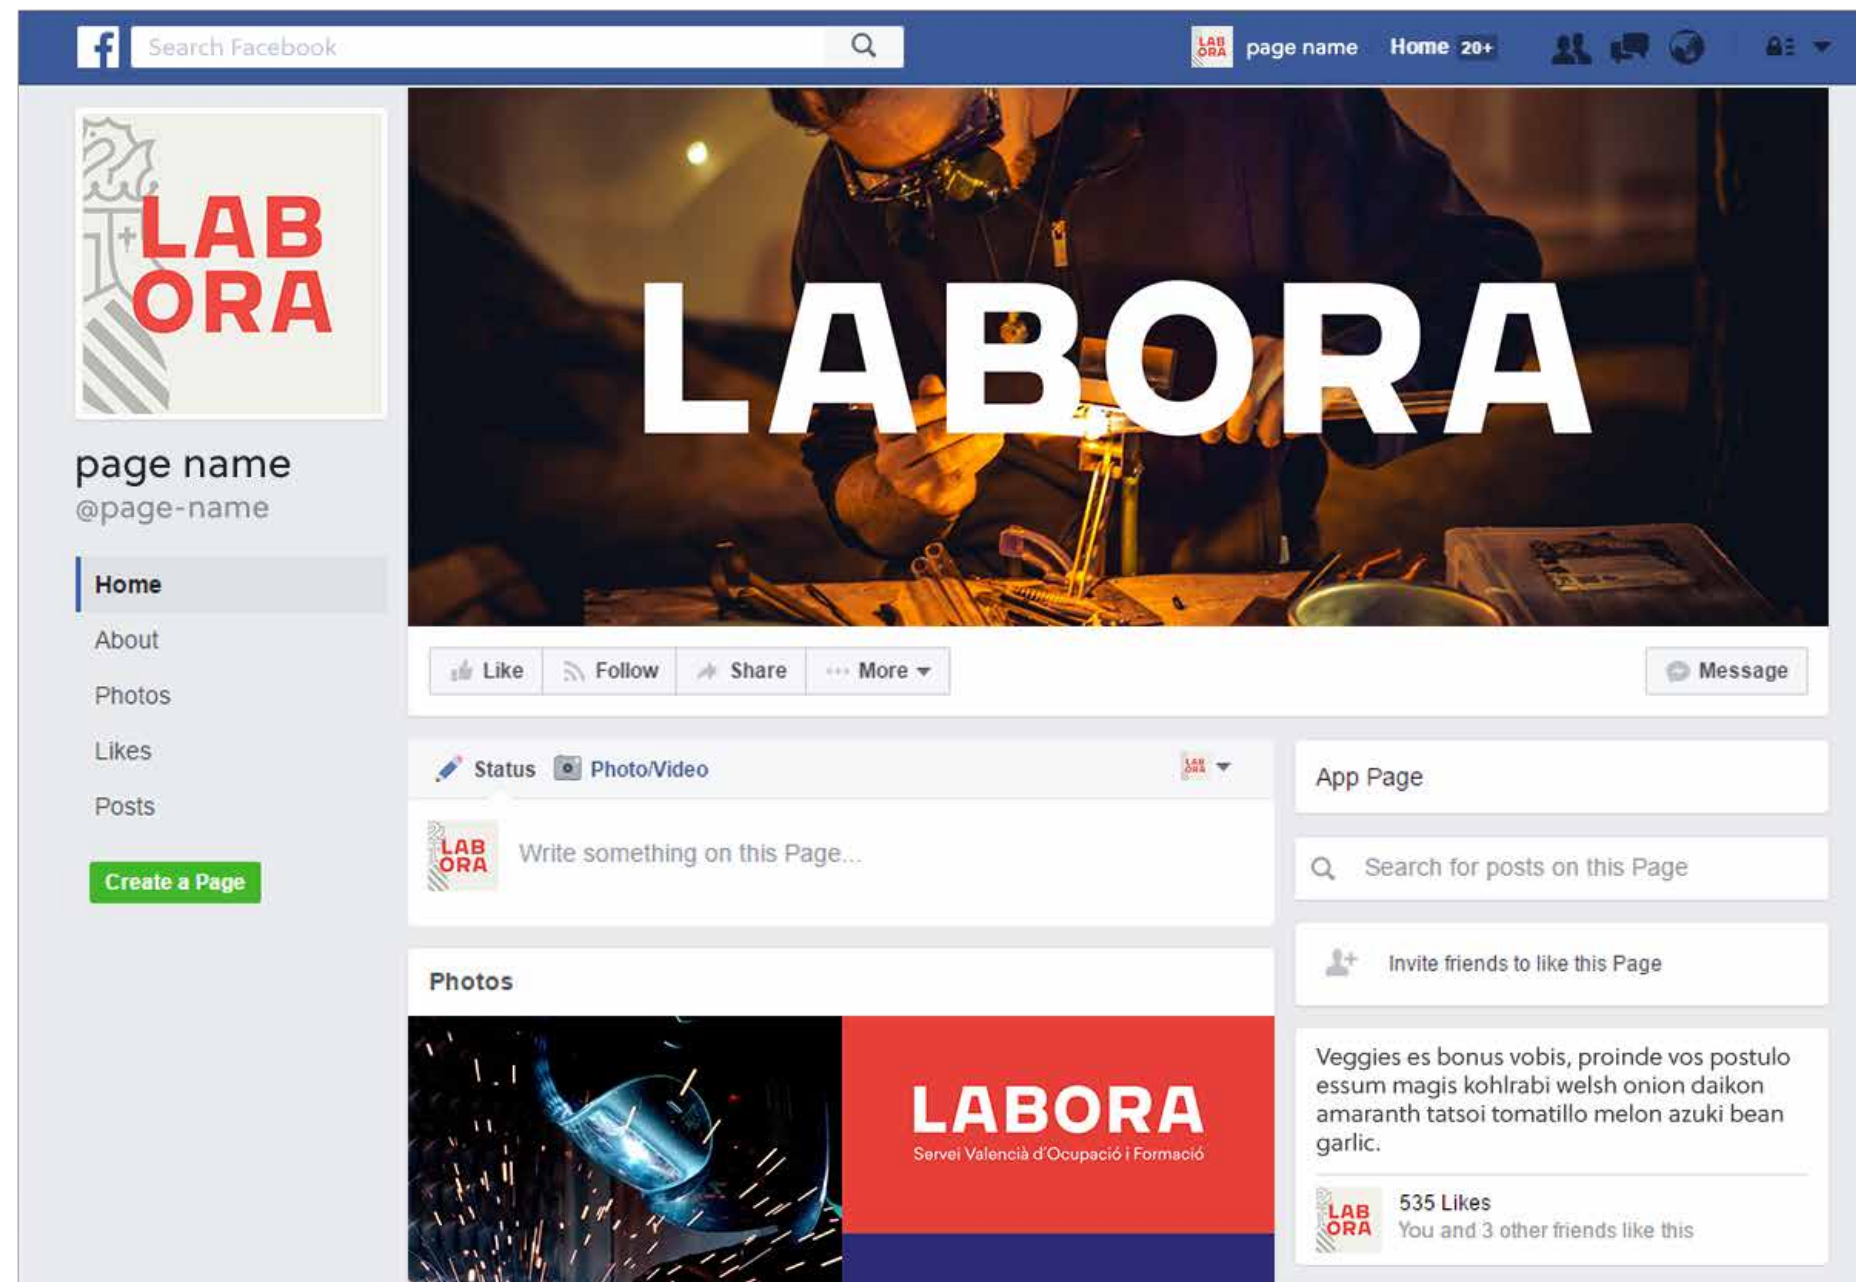 f
Search Facebook
LAB
ORA
page name
Home 20+
LAB
ORA
page name
@page-name
Home
About
Photos
Likes
Posts
Create a Page
LABORA
Like
Follow
Share
More
Message
Status
Photo/Video
LAB
ORA
LAB
ORA
Write something on this Page...
Photos
LABORA
Servei Valencià d'Ocupació i Formació
App Page
Search for posts on this Page
Invite friends to like this Page
Veggies es bonus vobis, proinde vos postulo
essum magis kohlrabi welsh onion daikon
amaranth tatsoi tomatillo melon azuki bean
garlic.
LAB
ORA
535 Likes
You and 3 other friends like this